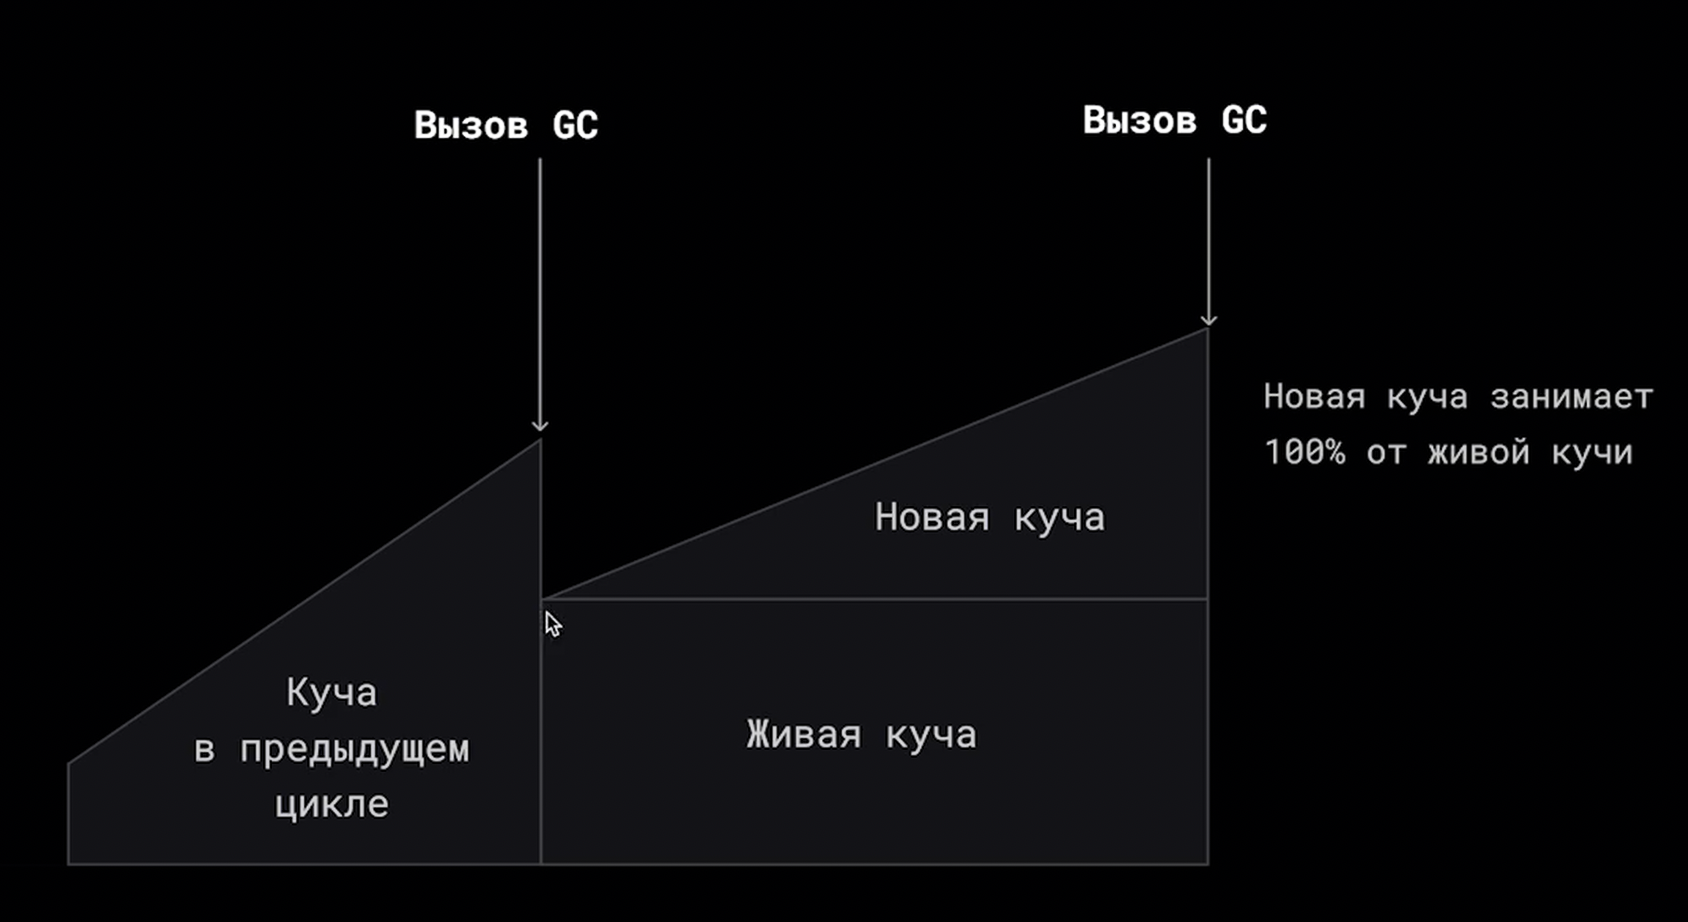 Вызов GC
Вызов GC
Новая куча занимает
100% от живой кучи
Новая куча
Куча
в предыдущем
цикле
Живая куча